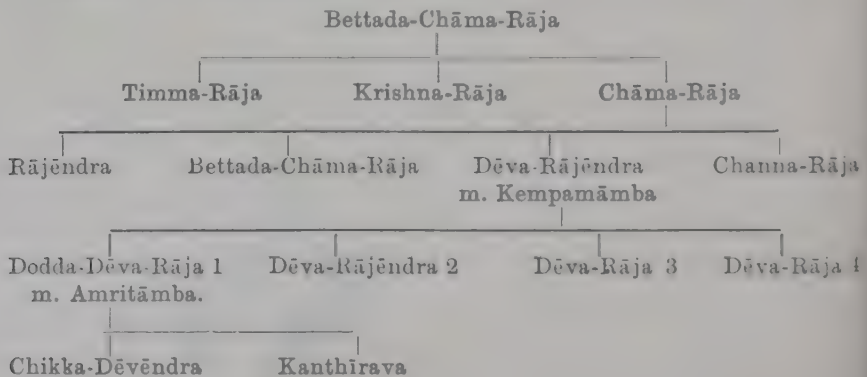 Bettada-Chāma-Rāja
Timma-Rāja Krishna-Rāja Chāma-Rāja
Rājēndra Bettada-Chāma-Rāja Dēva-Rājēndra Channa-Rāja
m. Kempamāmba
Dodda-Dēva-Rāja 1 Dēva-Rājēndra 2 Dēva-Rāja 3 Dēva-Rāja 4
m. Amritāmba.
Chikka-Dēvēndra Kanthīrava